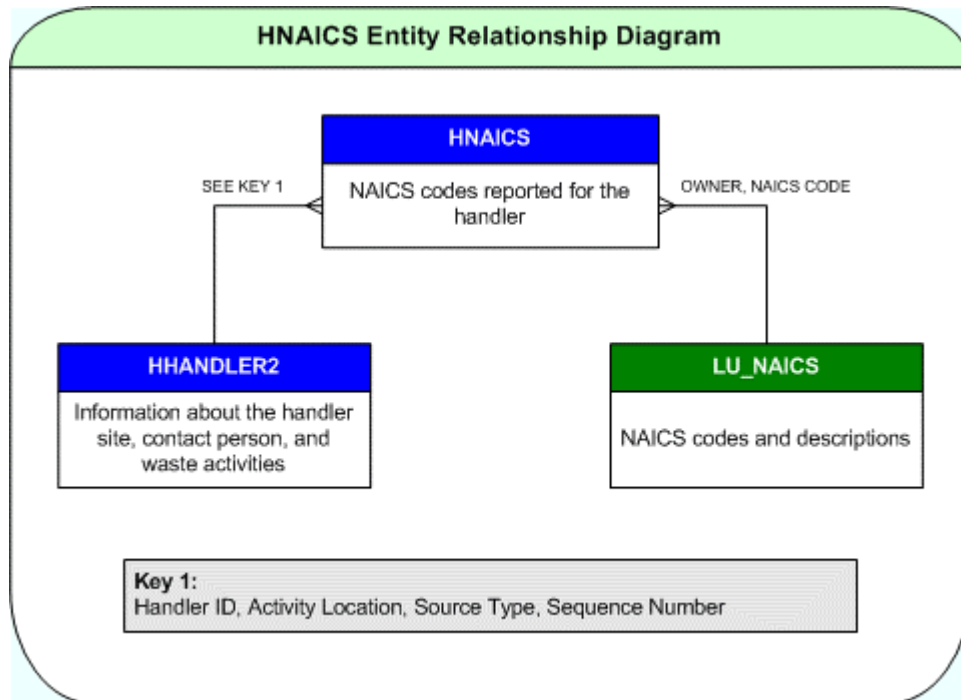 HNAICS Entity Relationship Diagram
HNAICS
NAICS codes reported for the
handler
SEE KEY 1
OWNER, NAICS CODE
HHANDLER2
Information about the handler
site, contact person, and
waste activities
LU_NAICS
NAICS codes and descriptions
Key 1:
Handler ID, Activity Location, Source Type, Sequence Number